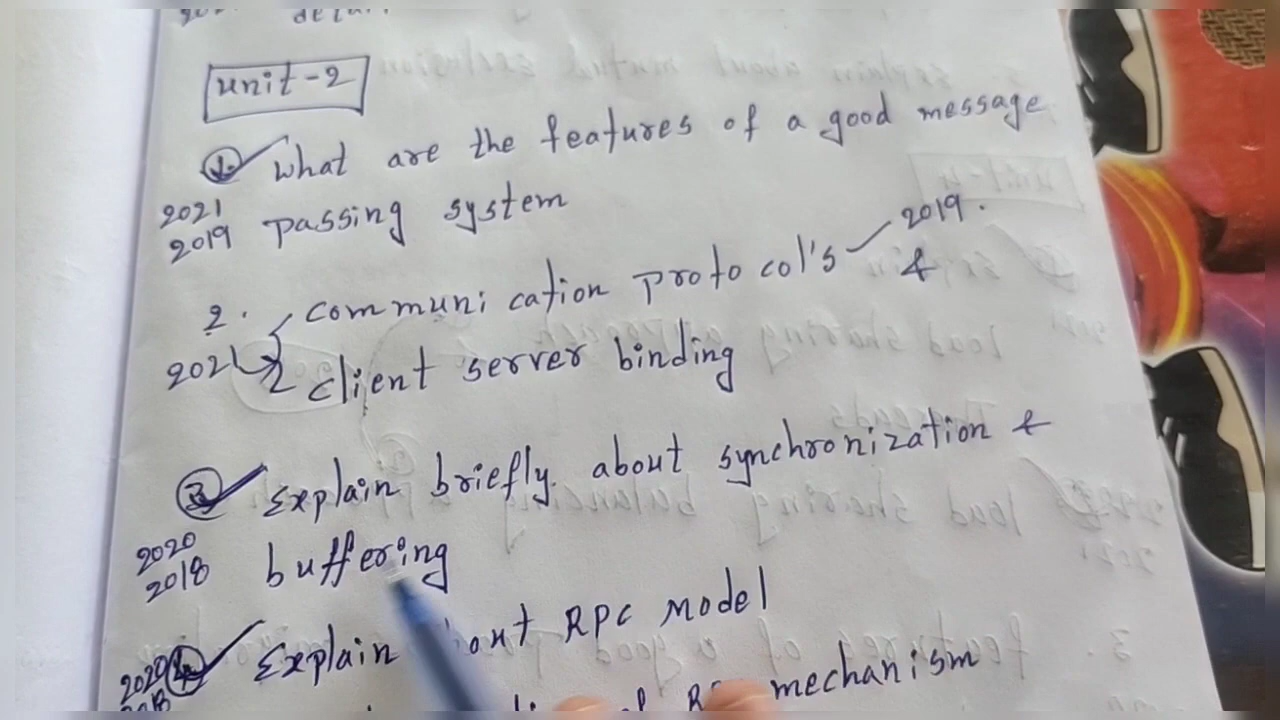 unit-2
1. What are the features of a good message
2021
2019 passing system
2. communi cation proto col's 2019.
&
2021 client server binding
3 Explain briefly. about synchronization &
2020
2018 buffering
2020 4 Explain RPC model
mechanism